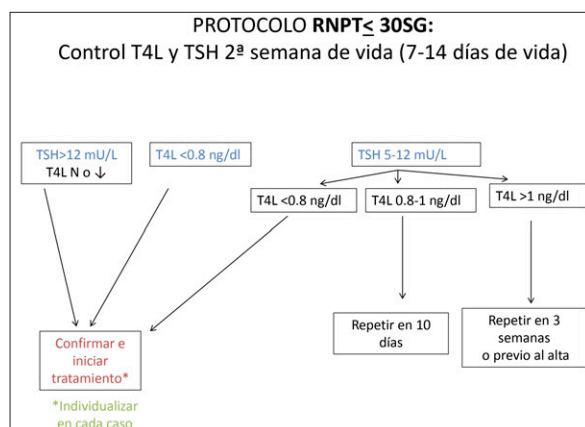 PROTOCOLO RNPT≤ 30SG:
Control T4L y TSH 2ª semana de vida (7-14 días de vida)
TSH>12 mU/L
T4L N o ↓
T4L <0.8 ng/dl
TSH 5-12 mU/L
T4L <0.8 ng/dl
T4L 0.8-1 ng/dl
T4L >1 ng/dl
Confirmar e
iniciar
tratamiento*
Repetir en 10
días
Repetir en 3
semanas
o previo al alta
*Individualizar
en cada caso